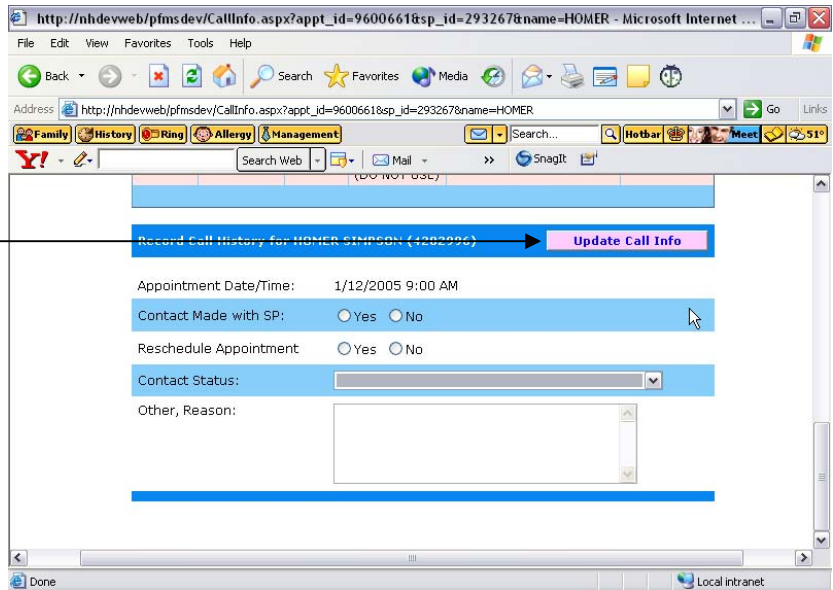 http://nhdevweb/pfmsdev/CallInfo.aspx?appt_id=9600661&sp_id=293267&name=HOMER - Microsoft Internet ...
File Edit View Favorites Tools Help
Back Search Favorites Media
Address http://nhdevweb/pfmsdev/CallInfo.aspx?appt_id=9600661&sp_id=293267&name=HOMER Go Links
Family History Ring Allergy Management Search... Hotbar Meet 51°
Y! Search Web Mail >> SnagIt
(DO NOT USE)
Record Call History for HOMER SIMPSON (4282996) Update Call Info
Appointment Date/Time: 1/12/2005 9:00 AM
Contact Made with SP: Yes No
Reschedule Appointment Yes No
Contact Status:
Other, Reason:
Done Local intranet